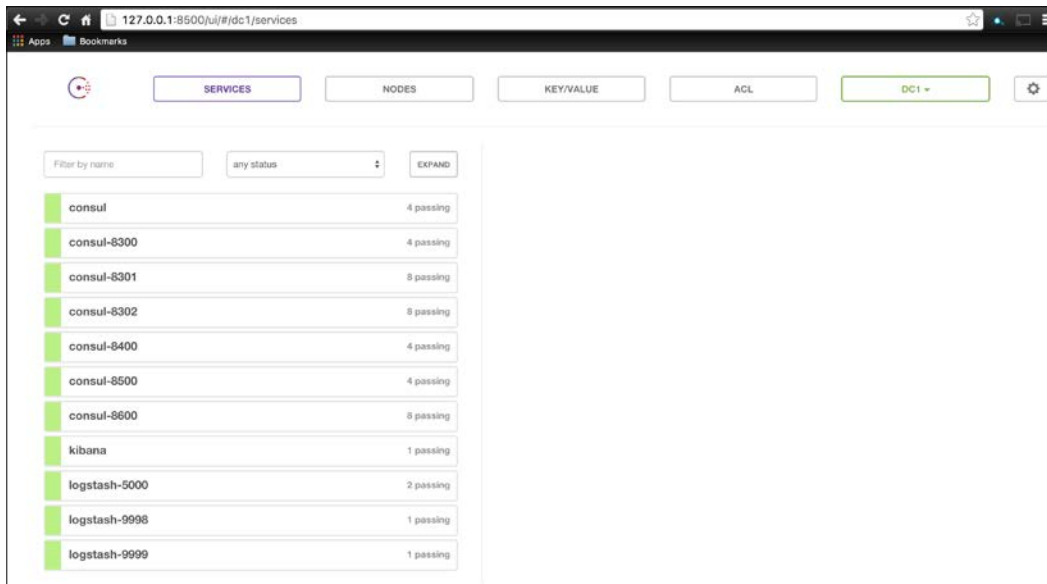 127.0.0.1:8500/ui/#/dc1/services
Apps Bookmarks
SERVICES NODES KEY/VALUE ACL DC1
Filter by name any status EXPAND
consul 4 passing
consul-8300 4 passing
consul-8301 8 passing
consul-8302 8 passing
consul-8400 4 passing
consul-8500 4 passing
consul-8600 8 passing
kibana 1 passing
logstash-5000 2 passing
logstash-9998 1 passing
logstash-9999 1 passing